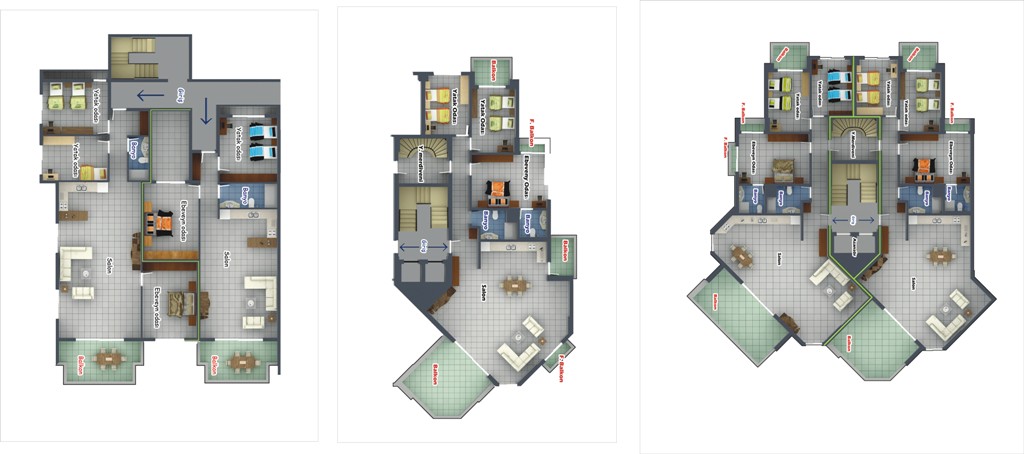 Giriş
Yatak odası
Banyo
Yatak odası
Yatak odası
Banyo
Ebeveyn odası
Salon
Salon
Ebeveyn odası
Balkon
Balkon
Balkon
Yatak Odası
Yatak Odası
F. Balkon
Y.merdiveni
Ebeveny Odası
Banyo
Banyo
Giriş
Balkon
Salon
F. Balkon
Balkon
Balkon
Balkon
Yatak odası
Yatak odası
Yatak odası
Yatak odası
F. Balkon
F. Balkon
F. Balkon
Y.Merdiveni
Ebeveyn Odası
Ebeveyn Odası
Banyo
Banyo
Banyo
Banyo
Giriş
Asansör
Salon
Salon
Balkon
Balkon